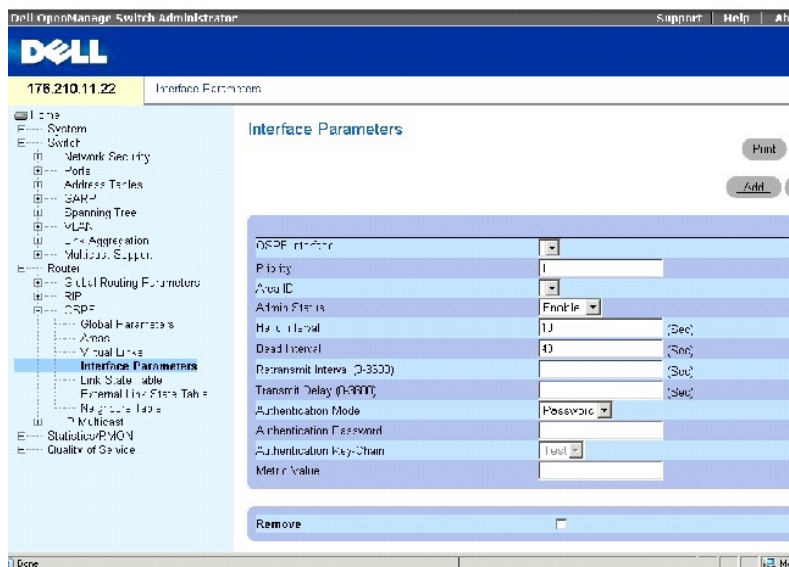 Dell OpenManage Switch Administrator
Support | Help | Ab
DELL
176.210.11.22
Interface Parameters
Home
System
Switch
Network Security
Ports
Address Tables
GARP
Spanning Tree
VLAN
Link Aggregation
Multicast Support
Router
Global Routing Parameters
RIP
OSPF
Global Parameters
Areas
Virtual Links
Interface Parameters
Link State Table
External Link State Table
Neighbors Table
IP Multicast
Statistics/RMON
Quality of Service
Interface Parameters
Print
Add
OSPF Interface
Priority 1
Area ID
Admin Status Enable
Hello Interval 10 (Sec)
Dead Interval 40 (Sec)
Retransmit Interval (0-3600) (Sec)
Transmit Delay (0-3600) (Sec)
Authentication Mode Password
Authentication Password
Authentication Key-Chain Test
Metric Value
Remove
Done